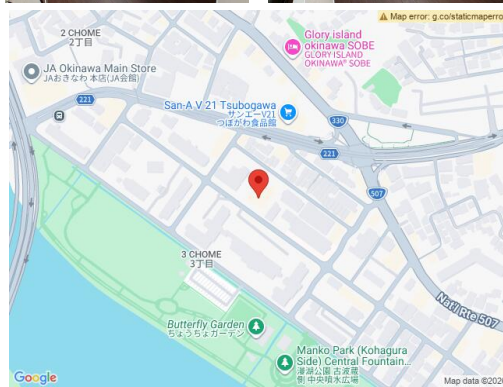 Map error: g.co/staticmaperro
2 CHOME
2丁目
Glory island
okinawa SOBE
GLORY ISLAND
OKINAWA® SOBE
JA Okinawa Main Store
JAおきなわ 本店(JA会館)
221
San-A V 21 Tsubogawa
サンエーV21
つぼがわ食品館
330
221
507
3 CHOME
3丁目
Nat'l Rte 507
Butterfly Garden
ちょうちょガーデン
Manko Park (Kohagura
Side) Central Fountain...
漫湖公園 古波蔵
側 中央噴水広場
Google
Map data ©202